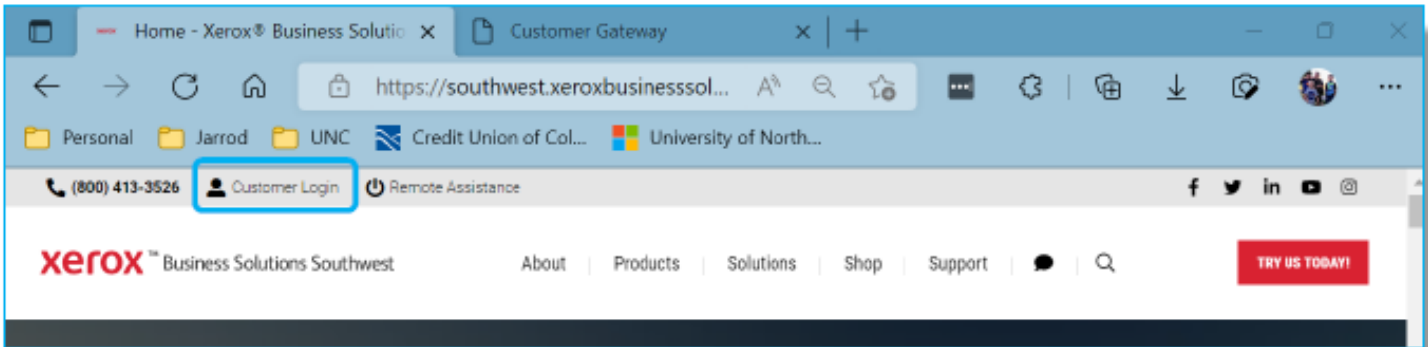 Home - Xerox® Business Solutio
Customer Gateway
https://southwest.xeroxbusinesssol...
Personal Jarrod UNC Credit Union of Col... University of North...
(800) 413-3526 Customer Login Remote Assistance
xerox™ Business Solutions Southwest About Products Solutions Shop Support TRY US TODAY!